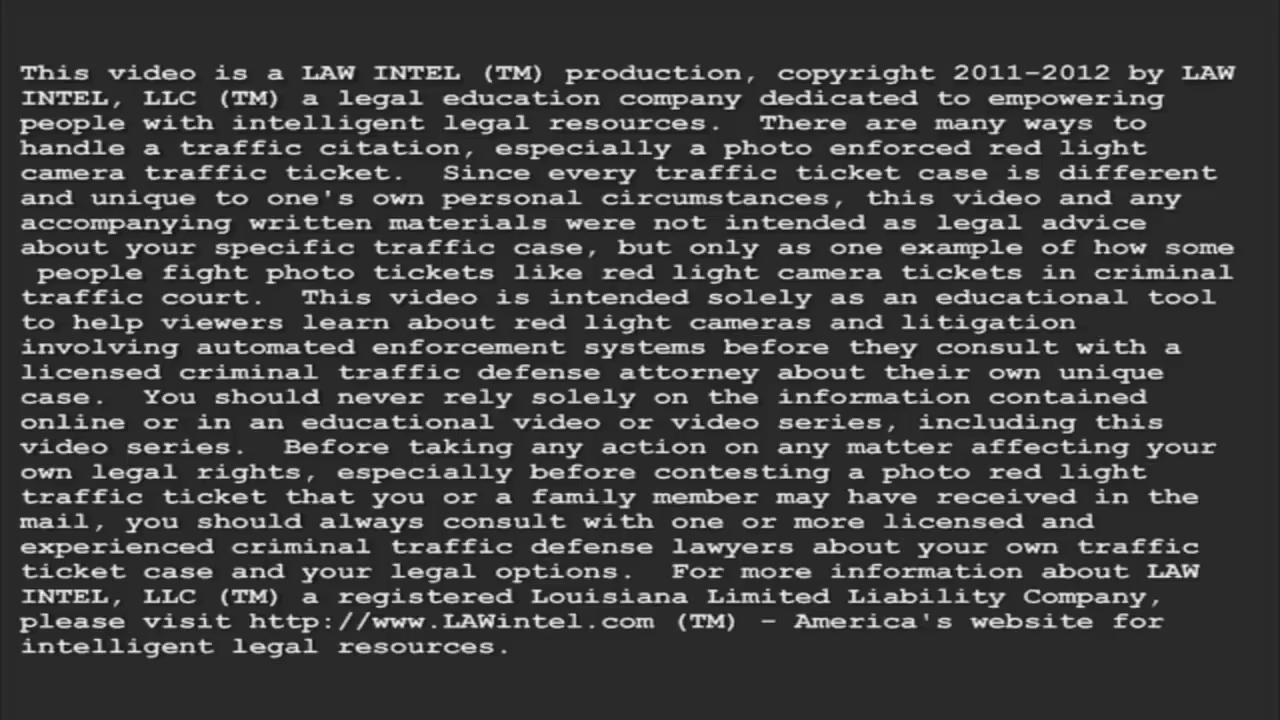 This video is a LAW INTEL (TM) production, copyright 2011-2012 by LAW
INTEL, LLC (TM) a legal education company dedicated to empowering
people with intelligent legal resources.  There are many ways to
handle a traffic citation, especially a photo enforced red light
camera traffic ticket.  Since every traffic ticket case is different
and unique to one's own personal circumstances, this video and any
accompanying written materials were not intended as legal advice
about your specific traffic case, but only as one example of how some
people fight photo tickets like red light camera tickets in criminal
traffic court.  This video is intended solely as an educational tool
to help viewers learn about red light cameras and litigation
involving automated enforcement systems before they consult with a
licensed criminal traffic defense attorney about their own unique
case.  You should never rely solely on the information contained
online or in an educational video or video series, including this
video series.  Before taking any action on any matter affecting your
own legal rights, especially before contesting a photo red light
traffic ticket that you or a family member may have received in the
mail, you should always consult with one or more licensed and
experienced criminal traffic defense lawyers about your own traffic
ticket case and your legal options.  For more information about LAW
INTEL, LLC (TM) a registered Louisiana Limited Liability Company,
please visit http://www.LAWintel.com (TM) - America's website for
intelligent legal resources.